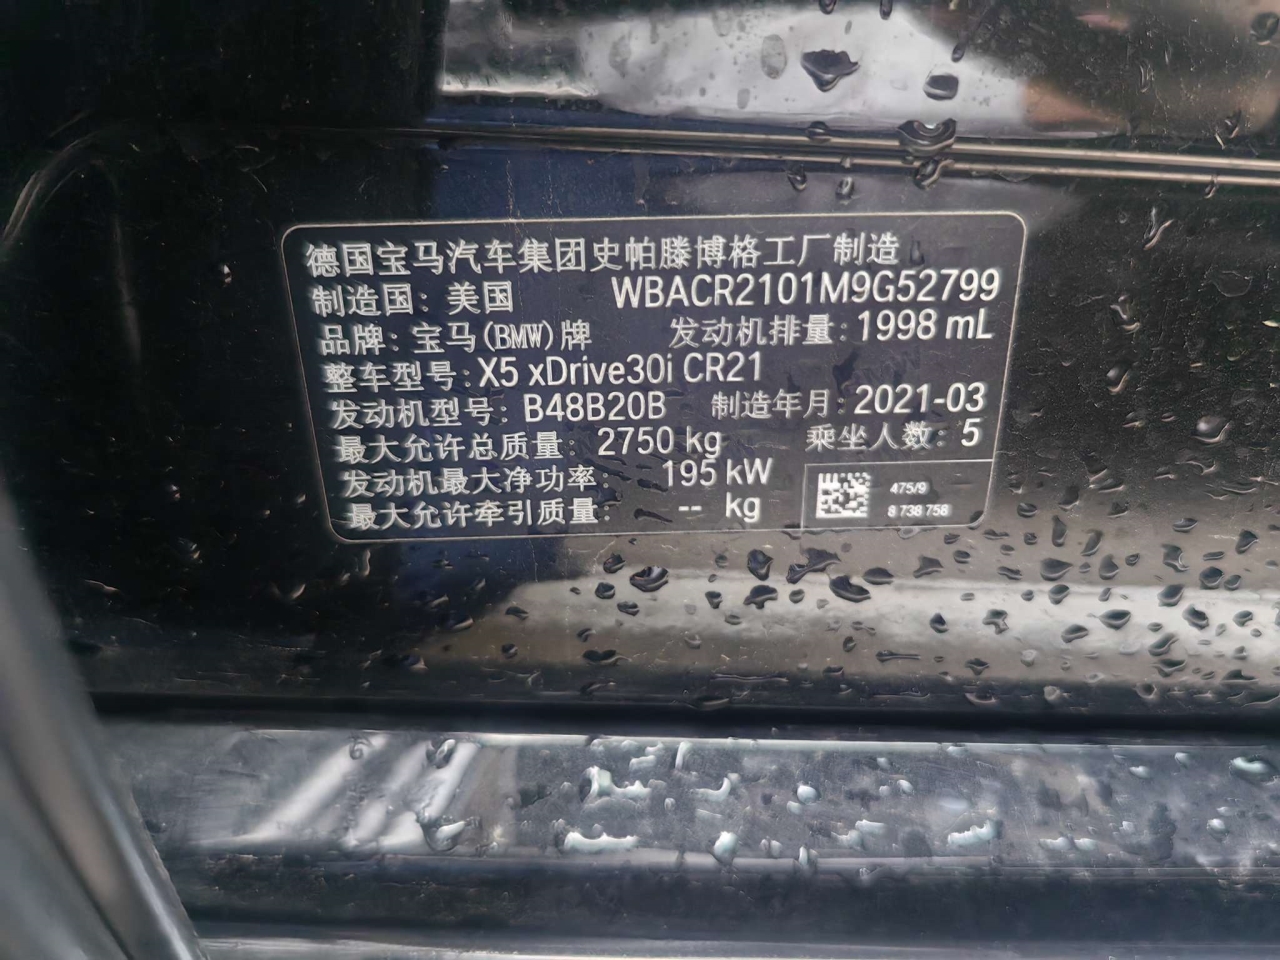 德国宝马汽车集团史帕滕博格工厂制造
制造国：美国 WBACR2101M9G52799
品牌：宝马(BMW)牌 发动机排量：1998 mL
整车型号：X5 xDrive30i CR21
发动机型号：B48B20B 制造年月：2021-03
最大允许总质量：2750 kg 乘坐人数：5
发动机最大净功率：195 kW
最大允许牵引质量：-- kg
475/9
8 738 758